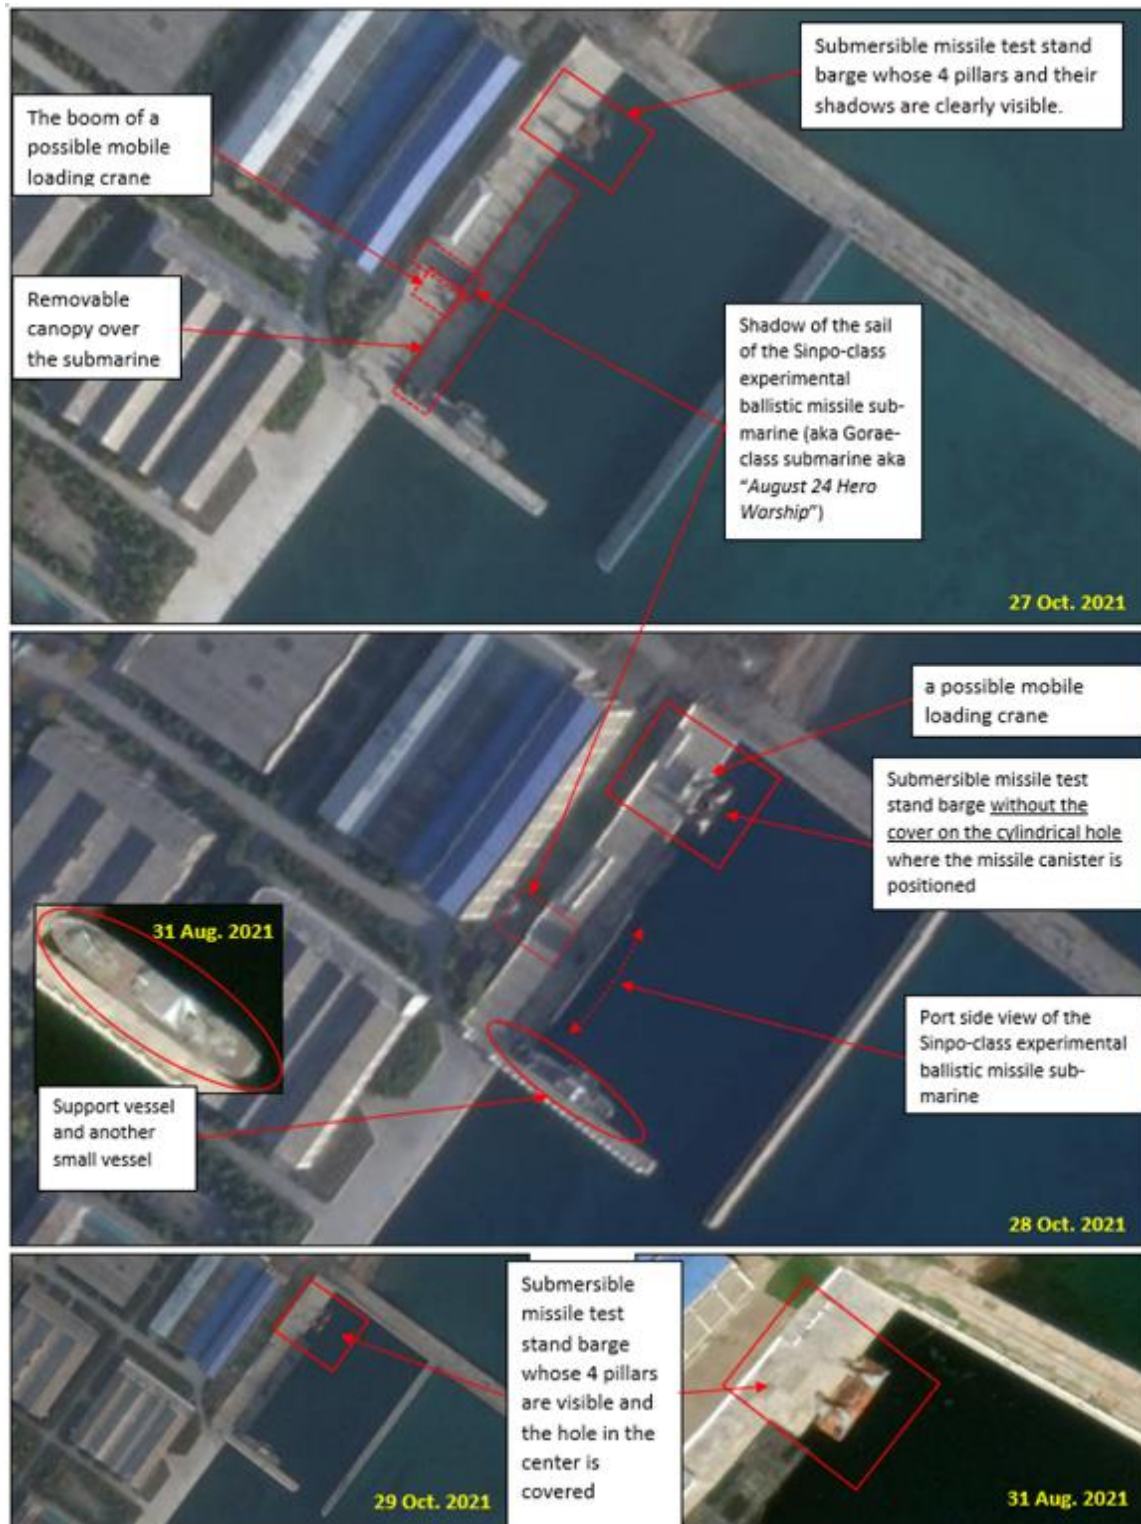 Submersible missile test stand
barge whose 4 pillars and their
shadows are clearly visible.
The boom of a
possible mobile
loading crane
Removable
canopy over
the submarine
Shadow of the sail
of the Sinpo-class
experimental
ballistic missile sub-
marine (aka Gorae-
class submarine aka
“August 24 Hero
Worship”)
27 Oct. 2021
a possible mobile
loading crane
Submersible missile test
stand barge without the
cover on the cylindrical hole
where the missile canister is
positioned
31 Aug. 2021
Port side view of the
Sinpo-class experimental
ballistic missile sub-
marine
Support vessel
and another
small vessel
28 Oct. 2021
Submersible
missile test
stand barge
whose 4 pillars
are visible and
the hole in the
center is
covered
29 Oct. 2021
31 Aug. 2021